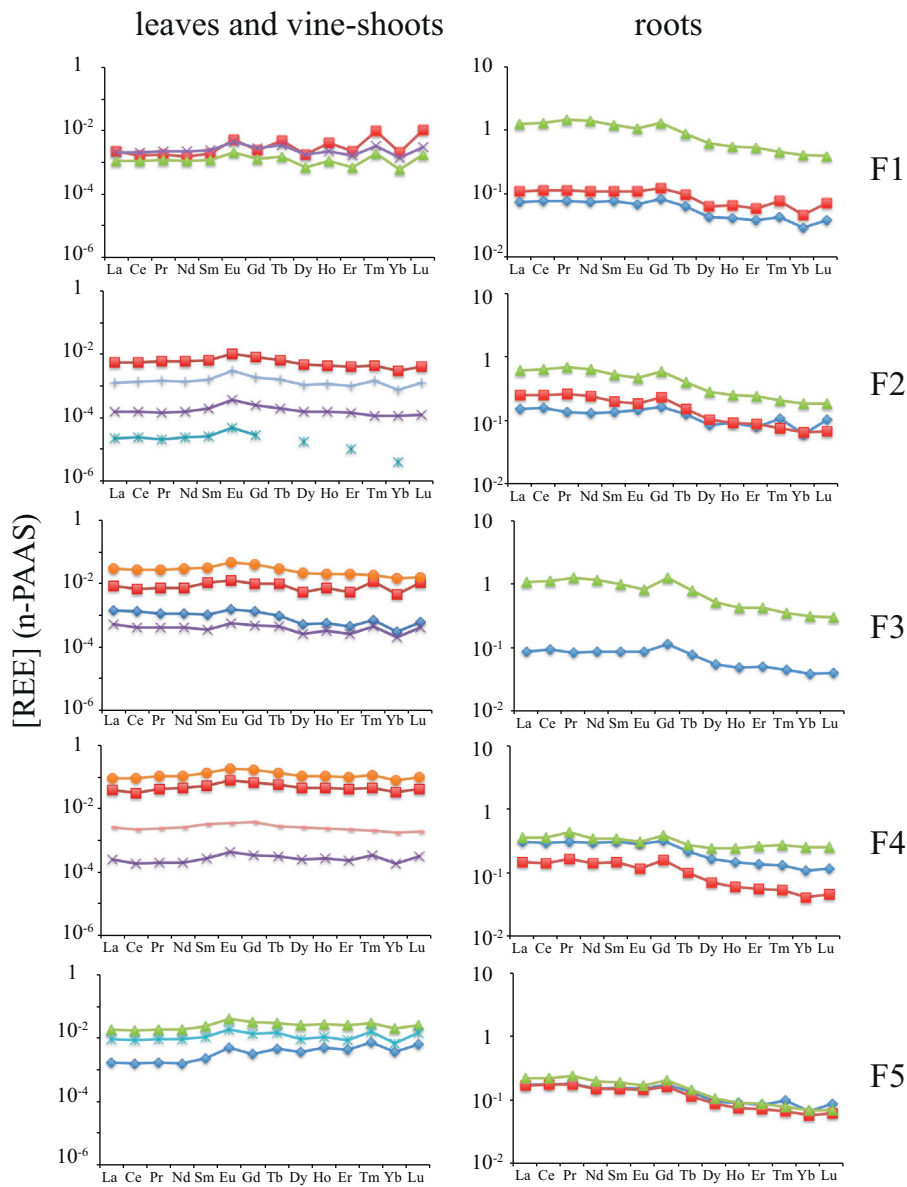 leaves and vine-shoots roots
[REE] (n-PAAS)
1
10⁻²
10⁻⁴
10⁻⁶
La Ce Pr Nd Sm Eu Gd Tb Dy Ho Er Tm Yb Lu
10
1
10⁻¹
10⁻²
La Ce Pr Nd Sm Eu Gd Tb Dy Ho Er Tm Yb Lu
F1
1
10⁻²
10⁻⁴
10⁻⁶
La Ce Pr Nd Sm Eu Gd Tb Dy Ho Er Tm Yb Lu
10
1
10⁻¹
10⁻²
La Ce Pr Nd Sm Eu Gd Tb Dy Ho Er Tm Yb Lu
F2
1
10⁻²
10⁻⁴
10⁻⁶
La Ce Pr Nd Sm Eu Gd Tb Dy Ho Er Tm Yb Lu
10
1
10⁻¹
10⁻²
La Ce Pr Nd Sm Eu Gd Tb Dy Ho Er Tm Yb Lu
F3
1
10⁻²
10⁻⁴
10⁻⁶
La Ce Pr Nd Sm Eu Gd Tb Dy Ho Er Tm Yb Lu
10
1
10⁻¹
10⁻²
La Ce Pr Nd Sm Eu Gd Tb Dy Ho Er Tm Yb Lu
F4
1
10⁻²
10⁻⁴
10⁻⁶
La Ce Pr Nd Sm Eu Gd Tb Dy Ho Er Tm Yb Lu
10
1
10⁻¹
10⁻²
La Ce Pr Nd Sm Eu Gd Tb Dy Ho Er Tm Yb Lu
F5